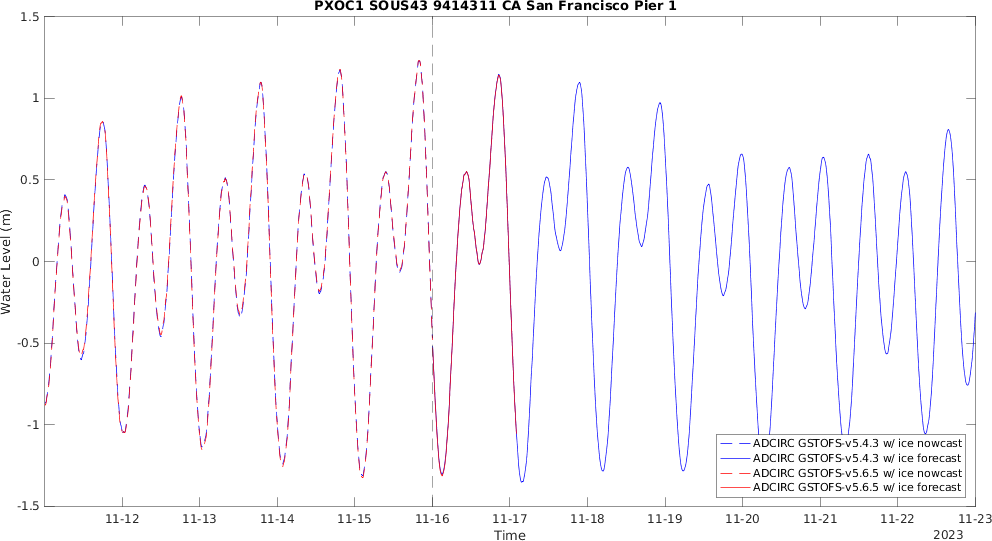 PXOC1 SOUS43 9414311 CA San Francisco Pier 1
Water Level (m)
1.5
1
0.5
0
-0.5
-1
-1.5
ADCIRC GSTOFS-v5.4.3 w/ ice nowcast
ADCIRC GSTOFS-v5.4.3 w/ ice forecast
ADCIRC GSTOFS-v5.6.5 w/ ice nowcast
ADCIRC GSTOFS-v5.6.5 w/ ice forecast
11-12 11-13 11-14 11-15 11-16 11-17 11-18 11-19 11-20 11-21 11-22 11-23
Time
2023